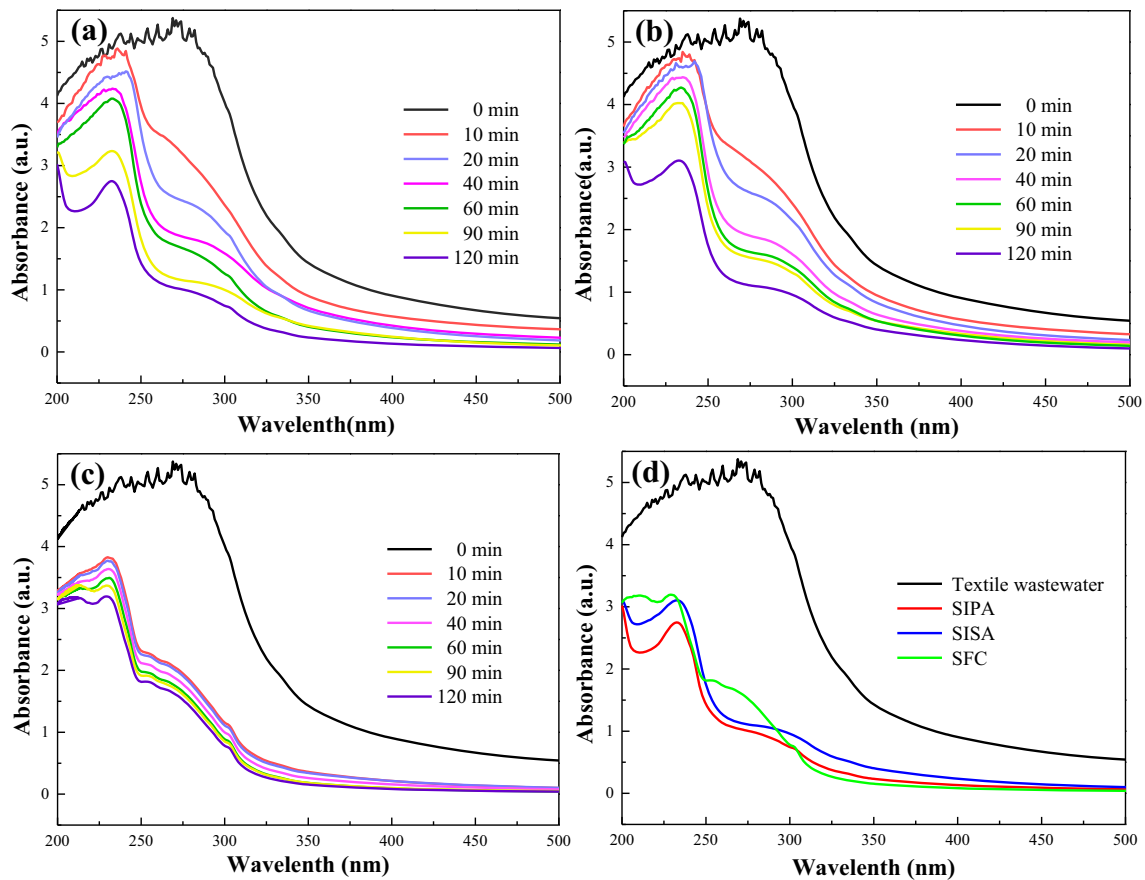 (a)
Absorbance (a.u.)
5
4
3
2
1
0
0 min
10 min
20 min
40 min
60 min
90 min
120 min
200 250 300 350 400 450 500
Wavelenth(nm)
(b)
Absorbance(a.u.)
5
4
3
2
1
0
0 min
10 min
20 min
40 min
60 min
90 min
120 min
200 250 300 350 400 450 500
Wavelenth (nm)
(c)
Absorbance (a.u.)
5
4
3
2
1
0
0 min
10 min
20 min
40 min
60 min
90 min
120 min
200 250 300 350 400 450 500
Wavelenth (nm)
(d)
Absorbance (a.u.)
5
4
3
2
1
0
Textile wastewater
SIPA
SISA
SFC
200 250 300 350 400 450 500
Wavelenth (nm)